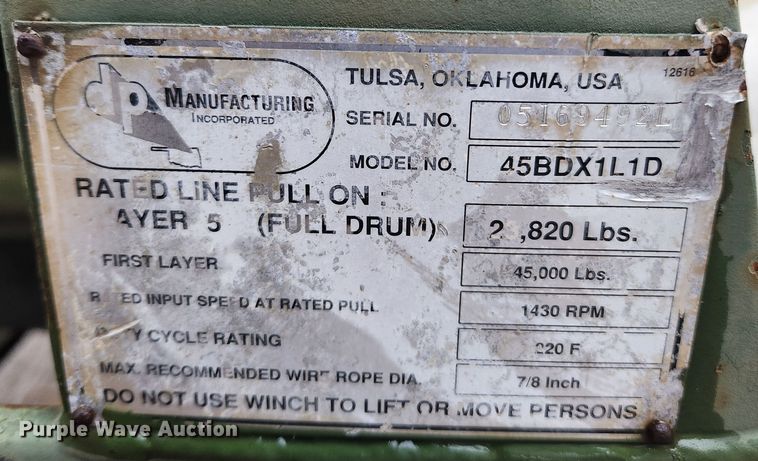 dp MANUFACTURING
INCORPORATED
TULSA, OKLAHOMA, USA
12616
SERIAL NO.
MODEL NO. 45BDX1L1D
RATED LINE PULL ON :
AYER 5 (FULL DRUM) 2 ,820 Lbs.
FIRST LAYER 45,000 Lbs.
RATED INPUT SPEED AT RATED PULL 1430 RPM
DUTY CYCLE RATING 220 F
MAX. RECOMMENDED WIRE ROPE DIA. 7/8 Inch
DO NOT USE WINCH TO LIFT OR MOVE PERSONS
Purple Wave Auction